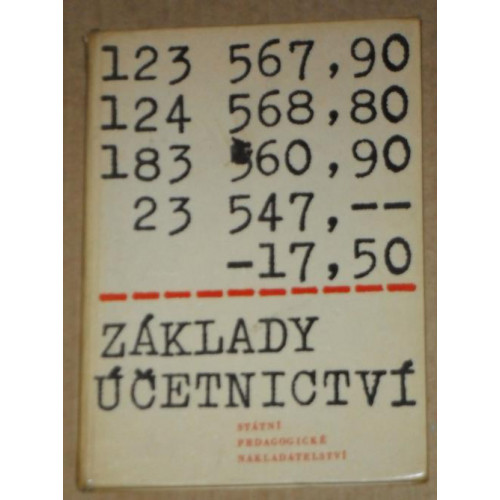 123 567,90
124 568,80
183 560,90
23 547,--
-17,50
ZÁKLADY
ÚČETNICTVÍ
STÁTNÍ
PEDAGOGICKÉ
NAKLADATELSTVÍ